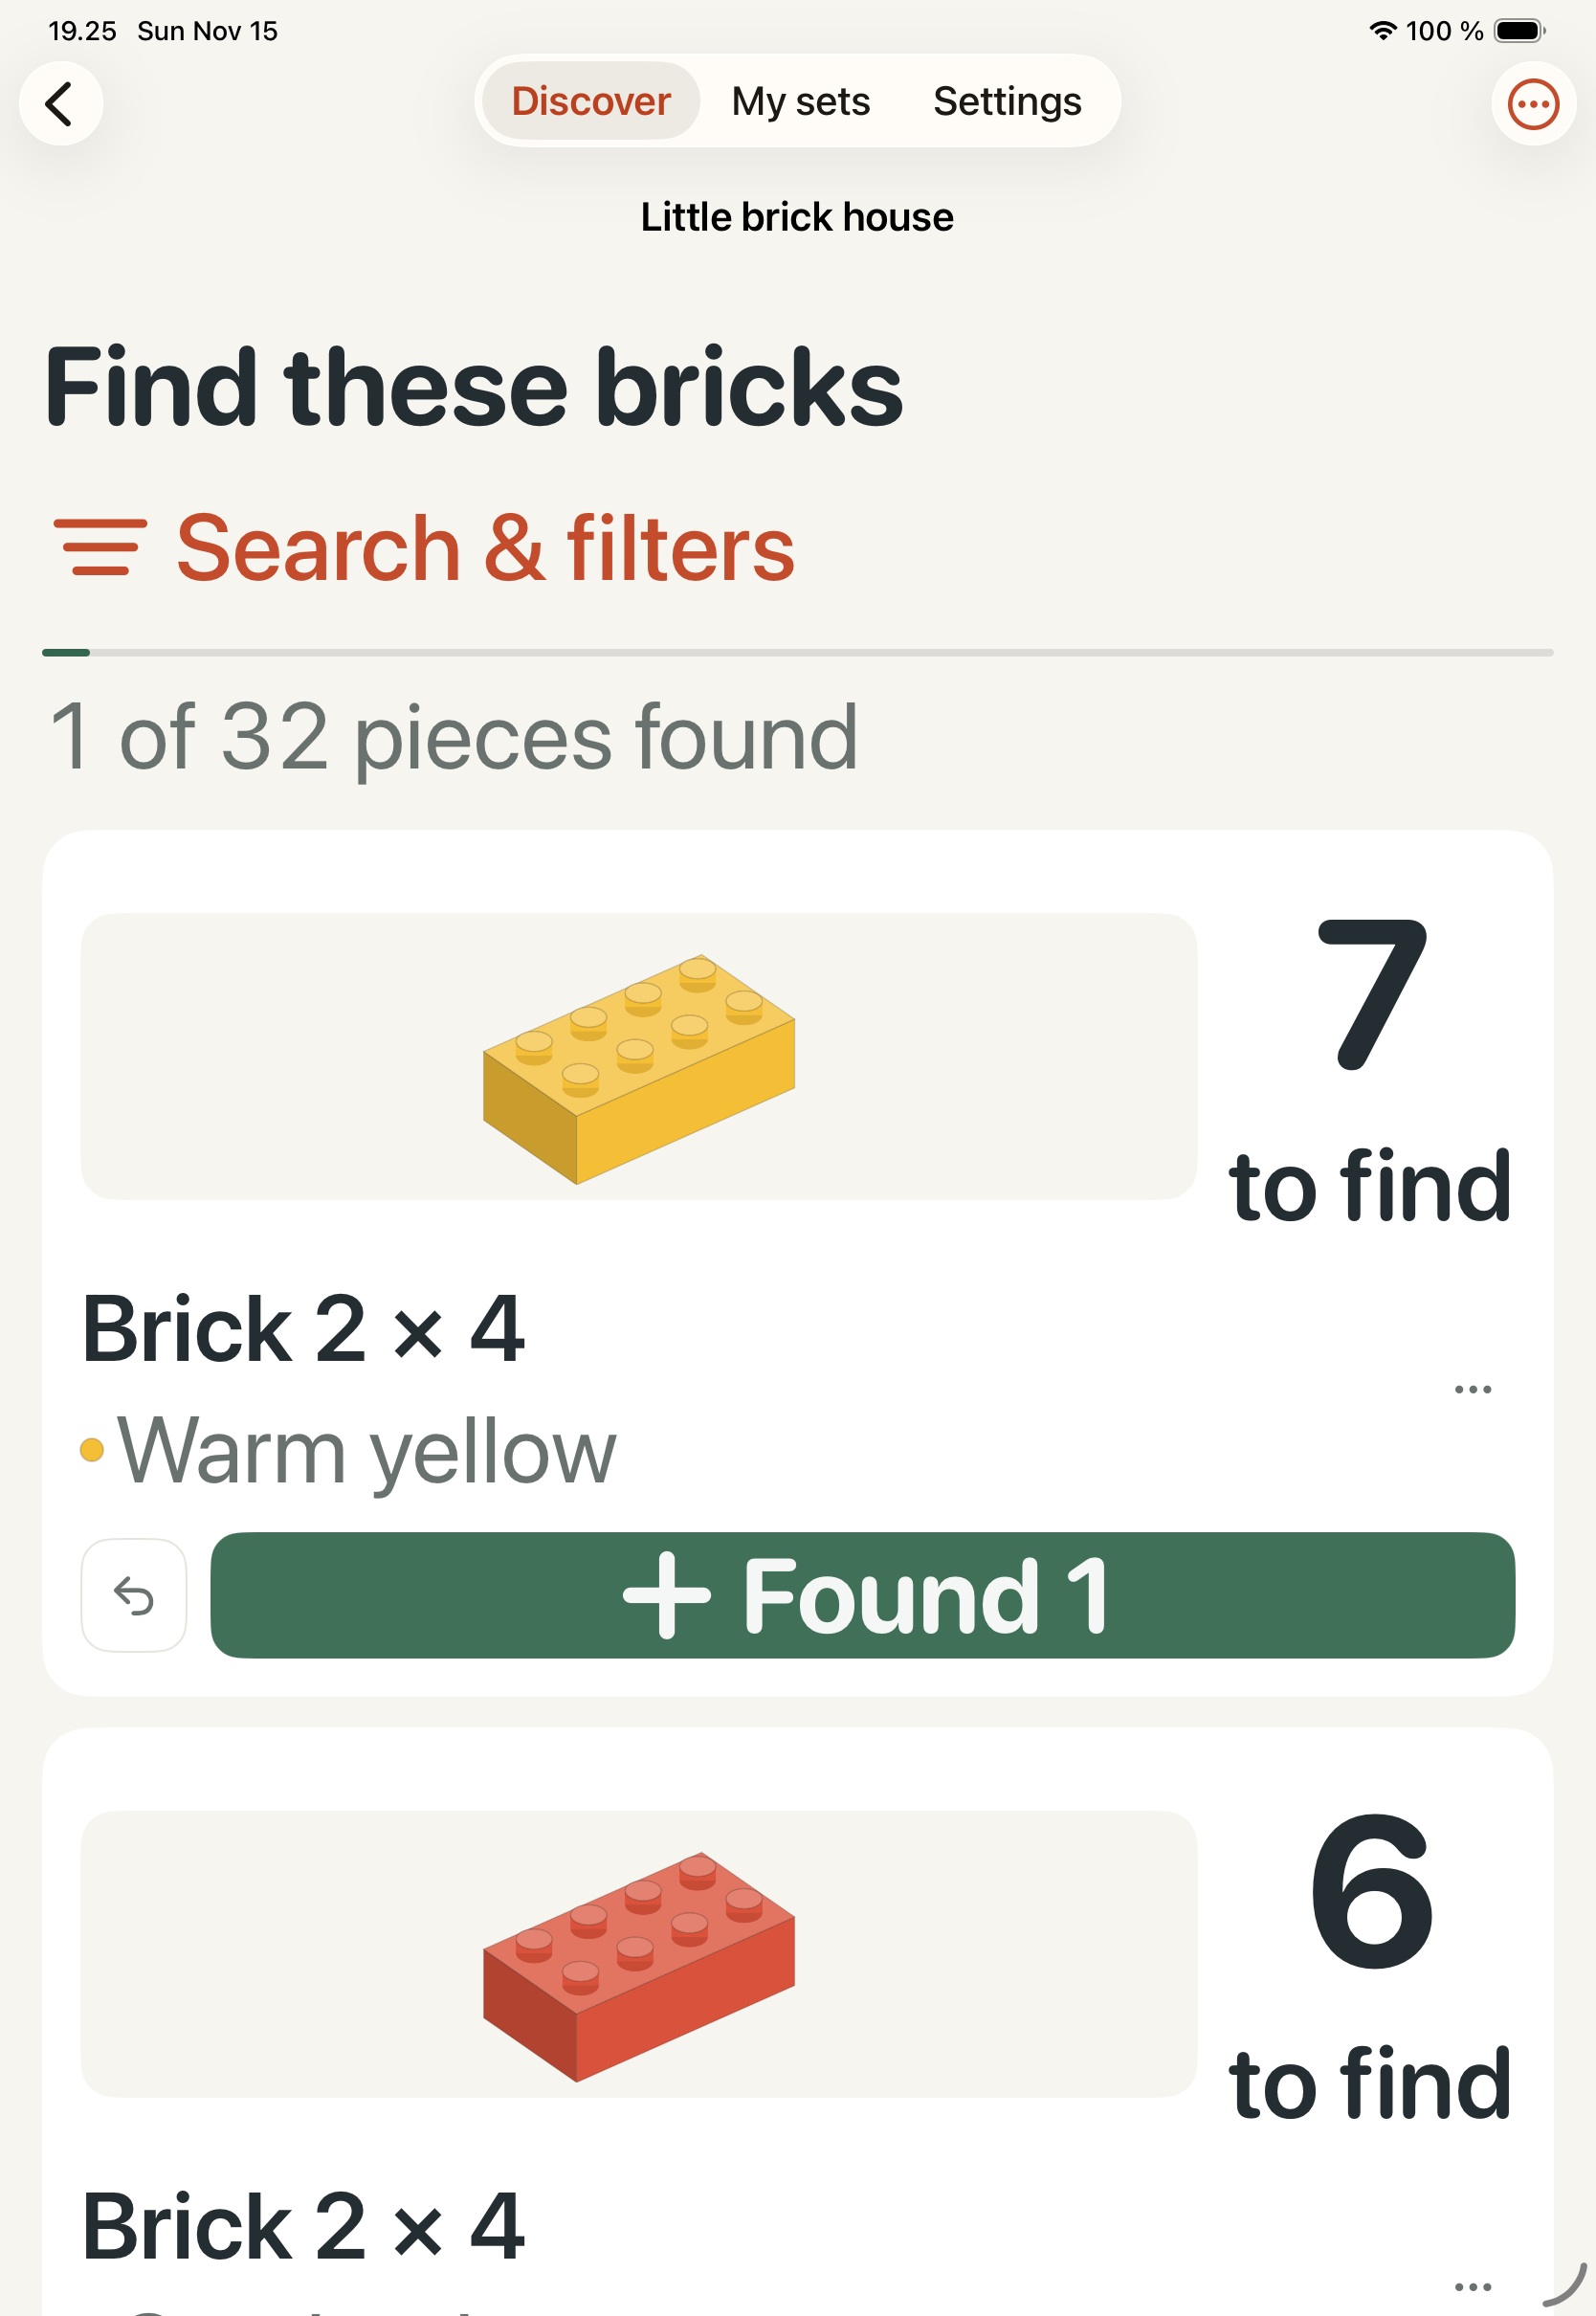 19.25 Sun Nov 15
100 %
Discover My sets Settings
Little brick house
Find these bricks
Search & filters
1 of 32 pieces found
7
to find
Brick 2 × 4
Warm yellow
+ Found 1
6
to find
Brick 2 × 4